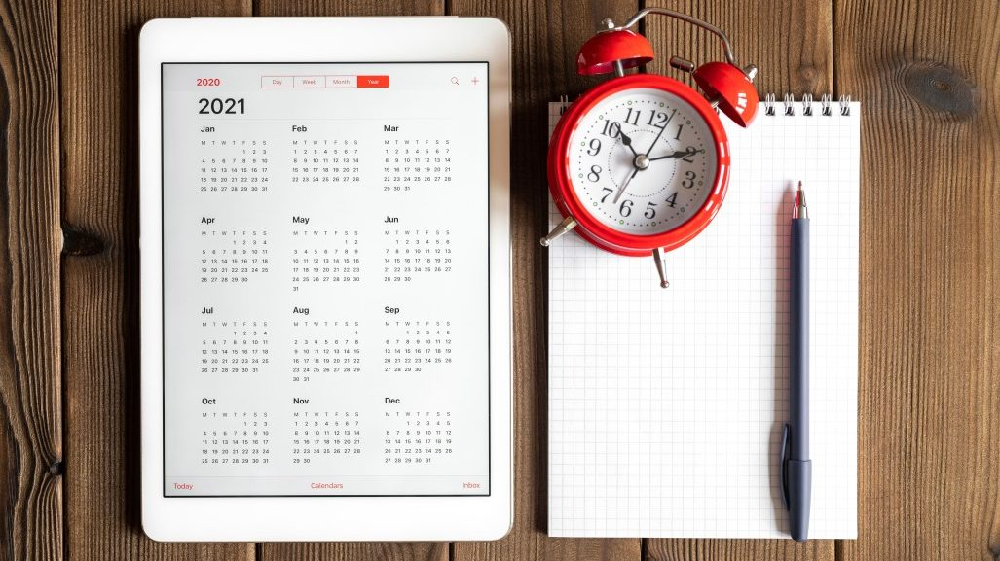 2020
Day Week Month Year
2021
Jan
M T W T F S S
1 2 3
4 5 6 7 8 9 10
11 12 13 14 15 16 17
18 19 20 21 22 23 24
25 26 27 28 29 30 31
Feb
M T W T F S S
1 2 3 4 5 6 7
8 9 10 11 12 13 14
15 16 17 18 19 20 21
22 23 24 25 26 27 28
Mar
M T W T F S S
1 2 3 4 5 6 7
8 9 10 11 12 13 14
15 16 17 18 19 20 21
22 23 24 25 26 27 28
29 30 31
Apr
M T W T F S S
1 2 3 4
5 6 7 8 9 10 11
12 13 14 15 16 17 18
19 20 21 22 23 24 25
26 27 28 29 30
May
M T W T F S S
1 2
3 4 5 6 7 8 9
10 11 12 13 14 15 16
17 18 19 20 21 22 23
24 25 26 27 28 29 30
31
Jun
M T W T F S S
1 2 3 4 5 6
7 8 9 10 11 12 13
14 15 16 17 18 19 20
21 22 23 24 25 26 27
28 29 30
Jul
M T W T F S S
1 2 3 4
5 6 7 8 9 10 11
12 13 14 15 16 17 18
19 20 21 22 23 24 25
26 27 28 29 30 31
Aug
M T W T F S S
1
2 3 4 5 6 7 8
9 10 11 12 13 14 15
16 17 18 19 20 21 22
23 24 25 26 27 28 29
30 31
Sep
M T W T F S S
1 2 3 4 5
6 7 8 9 10 11 12
13 14 15 16 17 18 19
20 21 22 23 24 25 26
27 28 29 30
Oct
M T W T F S S
1 2 3
4 5 6 7 8 9 10
11 12 13 14 15 16 17
18 19 20 21 22 23 24
25 26 27 28 29 30 31
Nov
M T W T F S S
1 2 3 4 5 6 7
8 9 10 11 12 13 14
15 16 17 18 19 20 21
22 23 24 25 26 27 28
29 30
Dec
M T W T F S S
1 2 3 4 5
6 7 8 9 10 11 12
13 14 15 16 17 18 19
20 21 22 23 24 25 26
27 28 29 30 31
Today Calendars Inbox
12
1
2
3
4
5
6
7
8
9
10
11